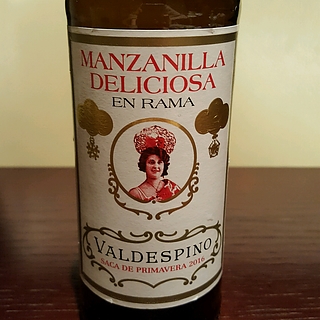 MANZANILLA
DELICIOSA
EN RAMA
VALDESPINO
SACA DE PRIMAVERA 2016